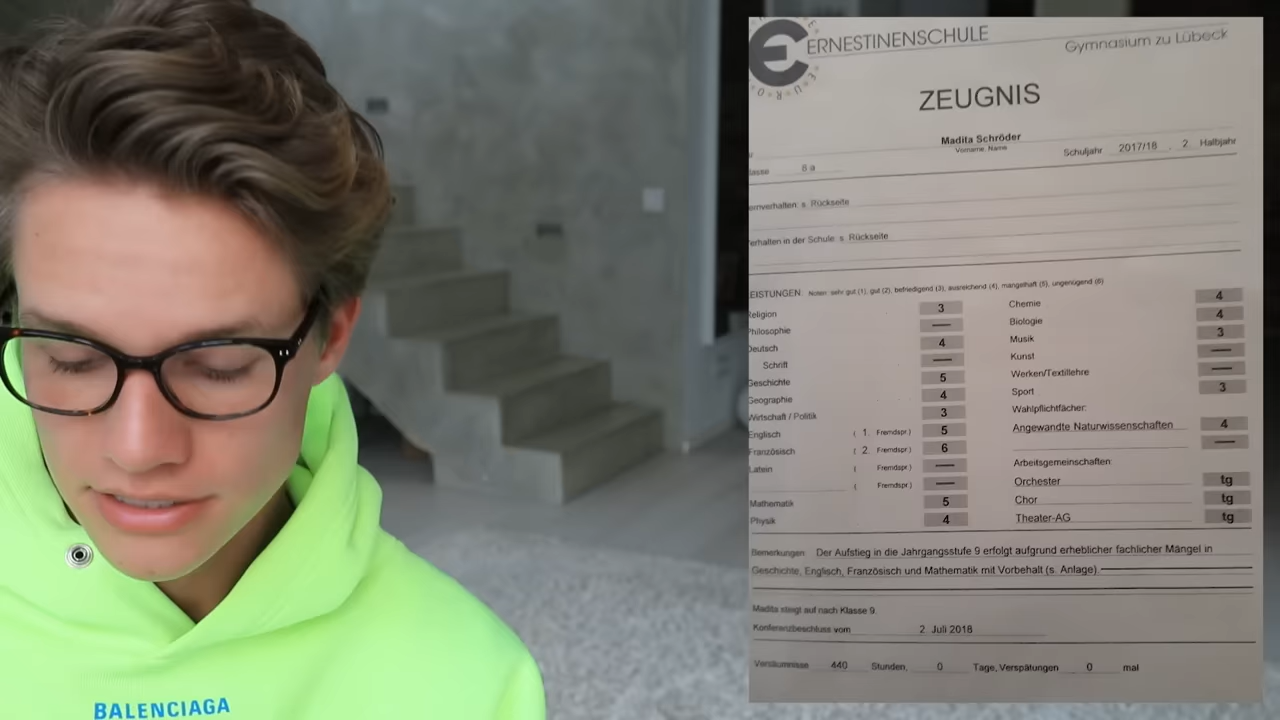 ERNESTINENSCHULE
Gymnasium zu Lübeck
EURO
ZEUGNIS
Madita Schröder
Vorname, Name
Schuljahr 2017/18 , 2. Halbjahr
lasse 8 a
ernverhalten: s. Rückseite
erhalten in der Schule: s. Rückseite
EISTUNGEN: Noten: sehr gut (1), gut (2), befriedigend (3), ausreichend (4), mangelhaft (5), ungenügend (6)
Religion 3 Chemie 4
Philosophie — Biologie 4
Deutsch 4 Musik 3
Schrift — Kunst —
Geschichte 5 Werken/Textillehre —
Geographie 4 Sport 3
Wirtschaft / Politik 3 Wahlpflichtfächer:
Englisch ( 1. Fremdspr.) 5 Angewandte Naturwissenschaften 4
Französisch ( 2. Fremdspr.) 6 —
Latein ( Fremdspr.) — Arbeitsgemeinschaften:
( Fremdspr.) — Orchester tg
Mathematik 5 Chor tg
Physik 4 Theater-AG tg
Bemerkungen: Der Aufstieg in die Jahrgangsstufe 9 erfolgt aufgrund erheblicher fachlicher Mängel in
Geschichte, Englisch, Französisch und Mathematik mit Vorbehalt (s. Anlage).
Madita steigt auf nach Klasse 9.
Konferenzbeschluss vom 2. Juli 2018
Versäumnisse 440 Stunden, 0 Tage, Verspätungen 0 mal
BALENCIAGA